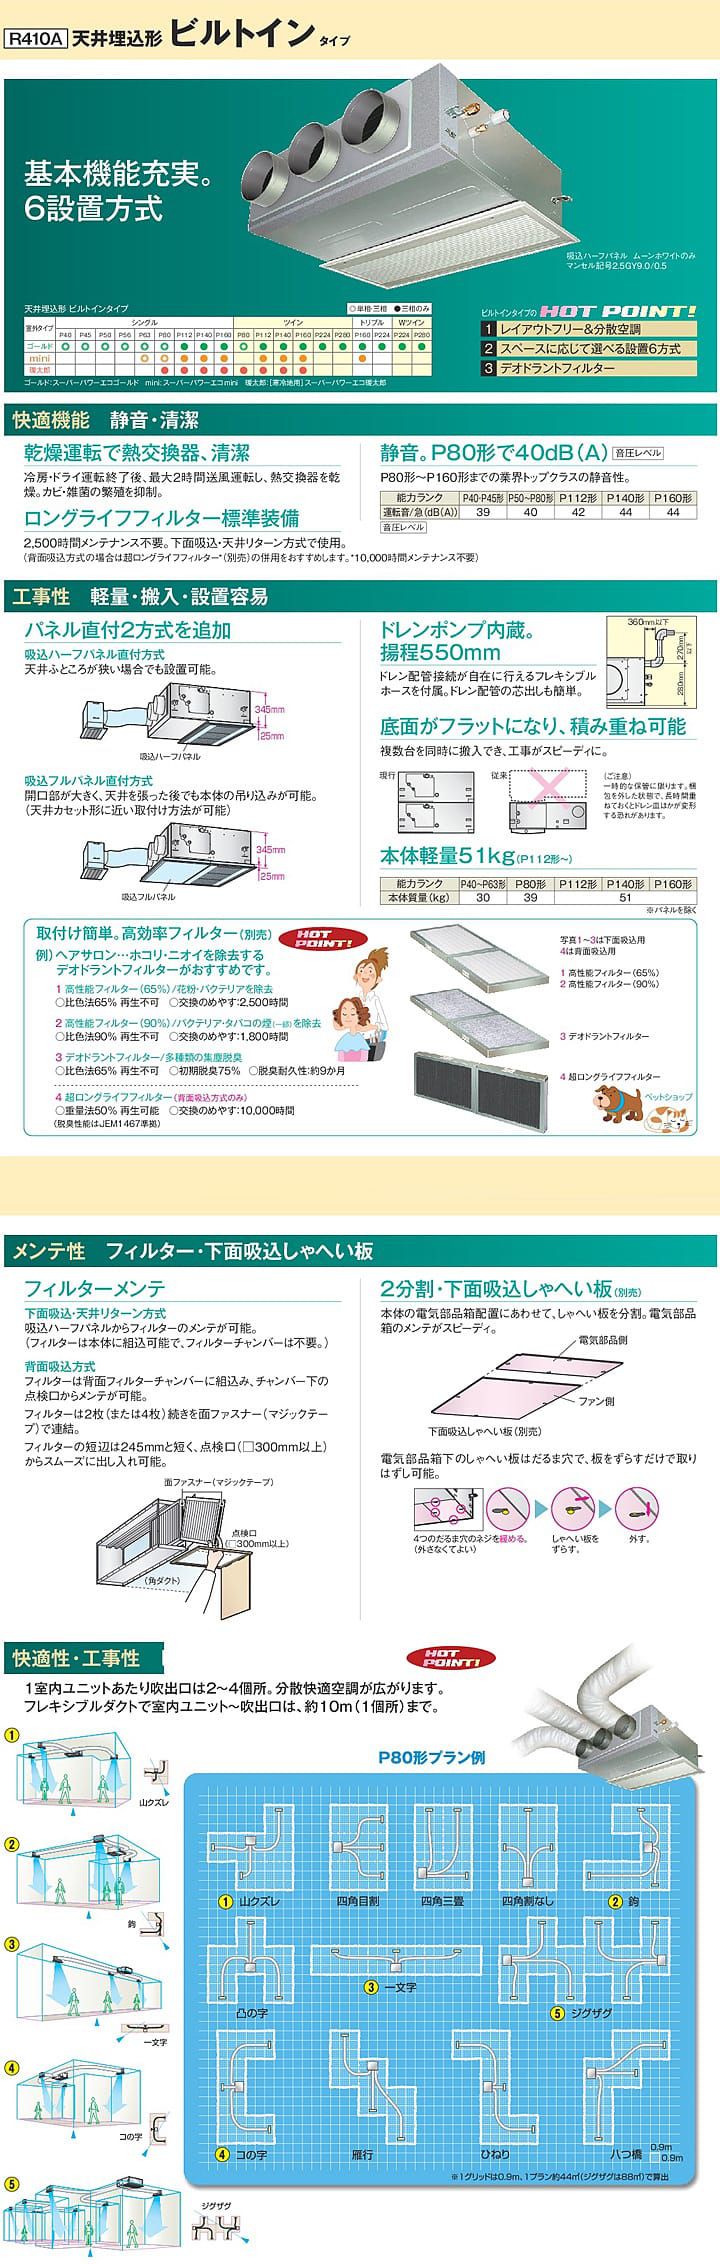 R410A 天井埋込形 ビルトイン タイプ
基本機能充実。
6設置方式
吸込ハーフパネル ムーンホワイトのみ
マンセル記号2.5GY9.0/0.5
天井埋込形 ビルトインタイプ
◎単相・三相 ●三相のみ
室外タイプ シングル ツイン トリプル Wツイン
P40 P45 P50 P56 P63 P80 P112 P140 P160 P80 P112 P140 P160 P224 P280 P160 P224 P224 P280
ゴールド
mini
暖太郎
ゴールド:スーパーパワーエコゴールド mini:スーパーパワーエコmini 暖太郎:[寒冷地用]スーパーパワーエコ暖太郎
ビルトインタイプの HOT POINT!
1 レイアウトフリー&分散空調
2 スペースに応じて選べる設置6方式
3 デオドラントフィルター
快適機能 静音・清潔
乾燥運転で熱交換器、清潔
冷房・ドライ運転終了後、最大2時間送風運転し、熱交換器を乾
燥。カビ・雑菌の繁殖を抑制。
ロングライフフィルター標準装備
2,500時間メンテナンス不要。下面吸込・天井リターン方式で使用。
(背面吸込方式の場合は超ロングライフフィルター*(別売)の併用をおすすめします。*10,000時間メンテナンス不要)
静音。P80形で40dB(A) 音圧レベル
P80形~P160形までの業界トップクラスの静音性。
能力ランク P40・P45形 P50~P80形 P112形 P140形 P160形
運転音/急(dB(A)) 39 40 42 44 44
音圧レベル
工事性 軽量・搬入・設置容易
パネル直付2方式を追加
吸込ハーフパネル直付方式
天井ふところが狭い場合でも設置可能。
345mm
25mm
吸込ハーフパネル
吸込フルパネル直付方式
開口部が大きく、天井を張った後でも本体の吊り込みが可能。
(天井カセット形に近い取付け方法が可能)
345mm
25mm
吸込フルパネル
ドレンポンプ内蔵。
揚程550mm
ドレン配管接続が自在に行えるフレキシブル
ホースを付属。ドレン配管の芯出しも簡単。
360mm以下
270mm以下
280mm
底面がフラットになり、積み重ね可能
複数台を同時に搬入でき、工事がスピーディに。
現行 従来
(ご注意)
一時的な保管に限ります。梱
包を外した状態で、長時間重
ねておくとドレン皿はかが変形
する恐れがあります。
本体軽量51kg(P112形~)
能力ランク P40~P63形 P80形 P112形 P140形 P160形
本体質量(kg) 30 39 51
※パネルを除く
取付け簡単。高効率フィルター(別売) HOT POINT!
例)ヘアサロン…ホコリ・ニオイを除去する
デオドラントフィルターがおすすめです。
1 高性能フィルター(65%)/花粉・バクテリアを除去
○比色法65% 再生不可 ○交換のめやす:2,500時間
2 高性能フィルター(90%)/バクテリア・タバコの煙(一部)を除去
○比色法90% 再生不可 ○交換のめやす:1,800時間
3 デオドラントフィルター/多種類の集塵脱臭
○比色法65% 再生不可 ○初期脱臭75% ○脱臭耐久性:約9か月
4 超ロングライフフィルター(背面吸込方式のみ)
○重量法50% 再生可能 ○交換のめやす:10,000時間
(脱臭性能はJEM1467準拠)
写真1~3は下面吸込用
4は背面吸込用
1 高性能フィルター(65%)
2 高性能フィルター(90%)
3 デオドラントフィルター
4 超ロングライフフィルター
ペットショップ
メンテ性 フィルター・下面吸込しゃへい板
フィルターメンテ
下面吸込・天井リターン方式
吸込ハーフパネルからフィルターのメンテが可能。
(フィルターは本体に組込可能で、フィルターチャンバーは不要。)
背面吸込方式
フィルターは背面フィルターチャンバーに組込み、チャンバー下の
点検口からメンテが可能。
フィルターは2枚(または4枚)続きを面ファスナー(マジックテー
プ)で連結。
フィルターの短辺は245mmと短く、点検口(□300mm以上)
からスムーズに出し入れ可能。
面ファスナー(マジックテープ)
点検口
(□300mm以上)
(角ダクト)
2分割・下面吸込しゃへい板(別売)
本体の電気部品箱配置にあわせて、しゃへい板を分割。電気部品
箱のメンテがスピーディ。
電気部品側
ファン側
下面吸込しゃへい板(別売)
電気部品箱下のしゃへい板はだるま穴で、板をずらすだけで取り
はずし可能。
4つのだるま穴のネジを緩める。
(外さなくてよい)
しゃへい板を
ずらす。
外す。
快適性・工事性
HOT POINT!
1室内ユニットあたり吹出口は2~4個所。分散快適空調が広がります。
フレキシブルダクトで室内ユニット~吹出口は、約10m(1個所)まで。
P80形プラン例
1
山クズレ
2
鈎
3
一文字
4
コの字
5
ジグザグ
1 山クズレ 四角目割 四角三畳 四角割なし 2 鈎
凸の字 3 一文字 5 ジグザグ
4 コの字 雁行 ひねり 八つ橋
0.9m
0.9m
※1グリッドは0.9m、1プラン約44㎡(ジグザグは88㎡)で算出